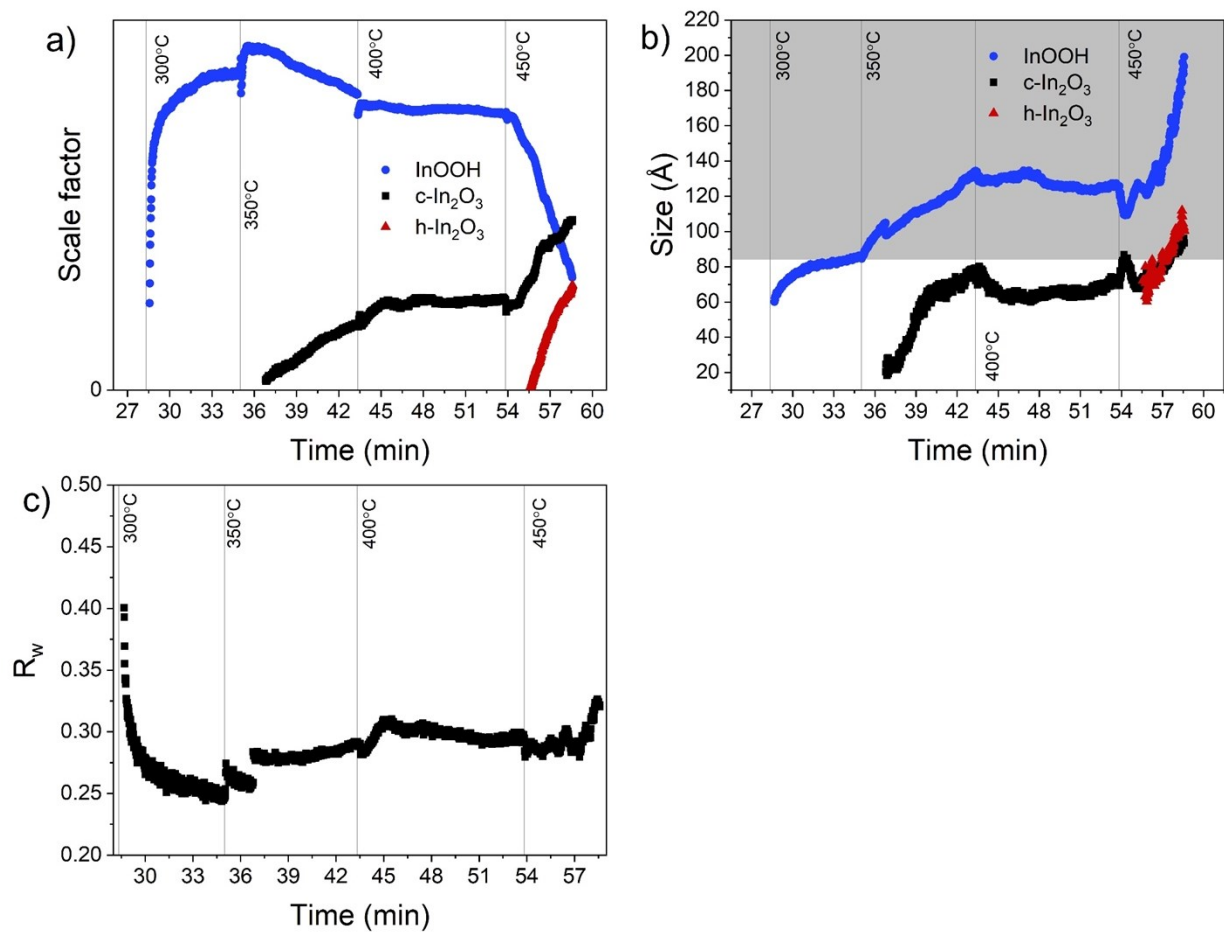 a)
300°C
350°C
400°C
450°C
InOOH
c-In₂O₃
h-In₂O₃
Scale factor
0
27 30 33 36 39 42 45 48 51 54 57 60
Time (min)
b)
220
200
180
160
140
120
100
80
60
40
20
Size (Å)
300°C
350°C
400°C
450°C
InOOH
c-In₂O₃
h-In₂O₃
27 30 33 36 39 42 45 48 51 54 57 60
Time (min)
c)
0.50
0.45
0.40
0.35
0.30
0.25
0.20
R_w
300°C
350°C
400°C
450°C
30 33 36 39 42 45 48 51 54 57
Time (min)